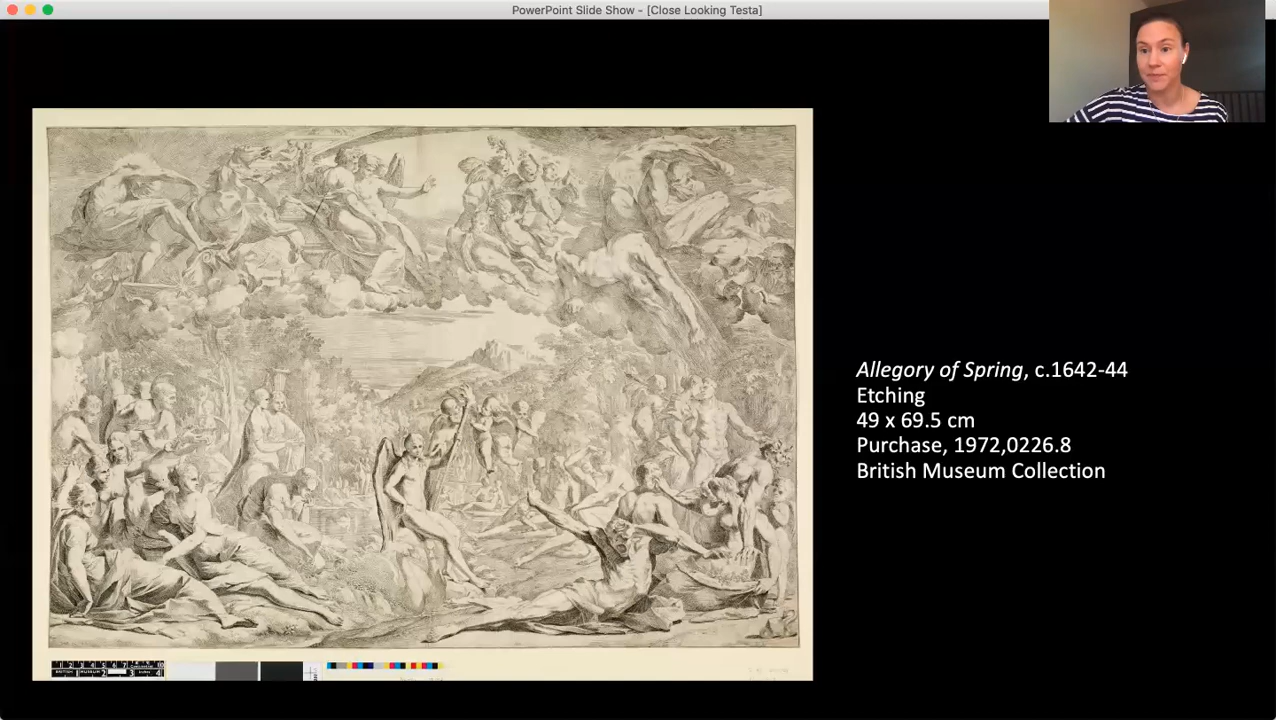 PowerPoint Slide Show - [Close Looking Testa]
Allegory of Spring, c.1642-44
Etching
49 x 69.5 cm
Purchase, 1972,0226.8
British Museum Collection